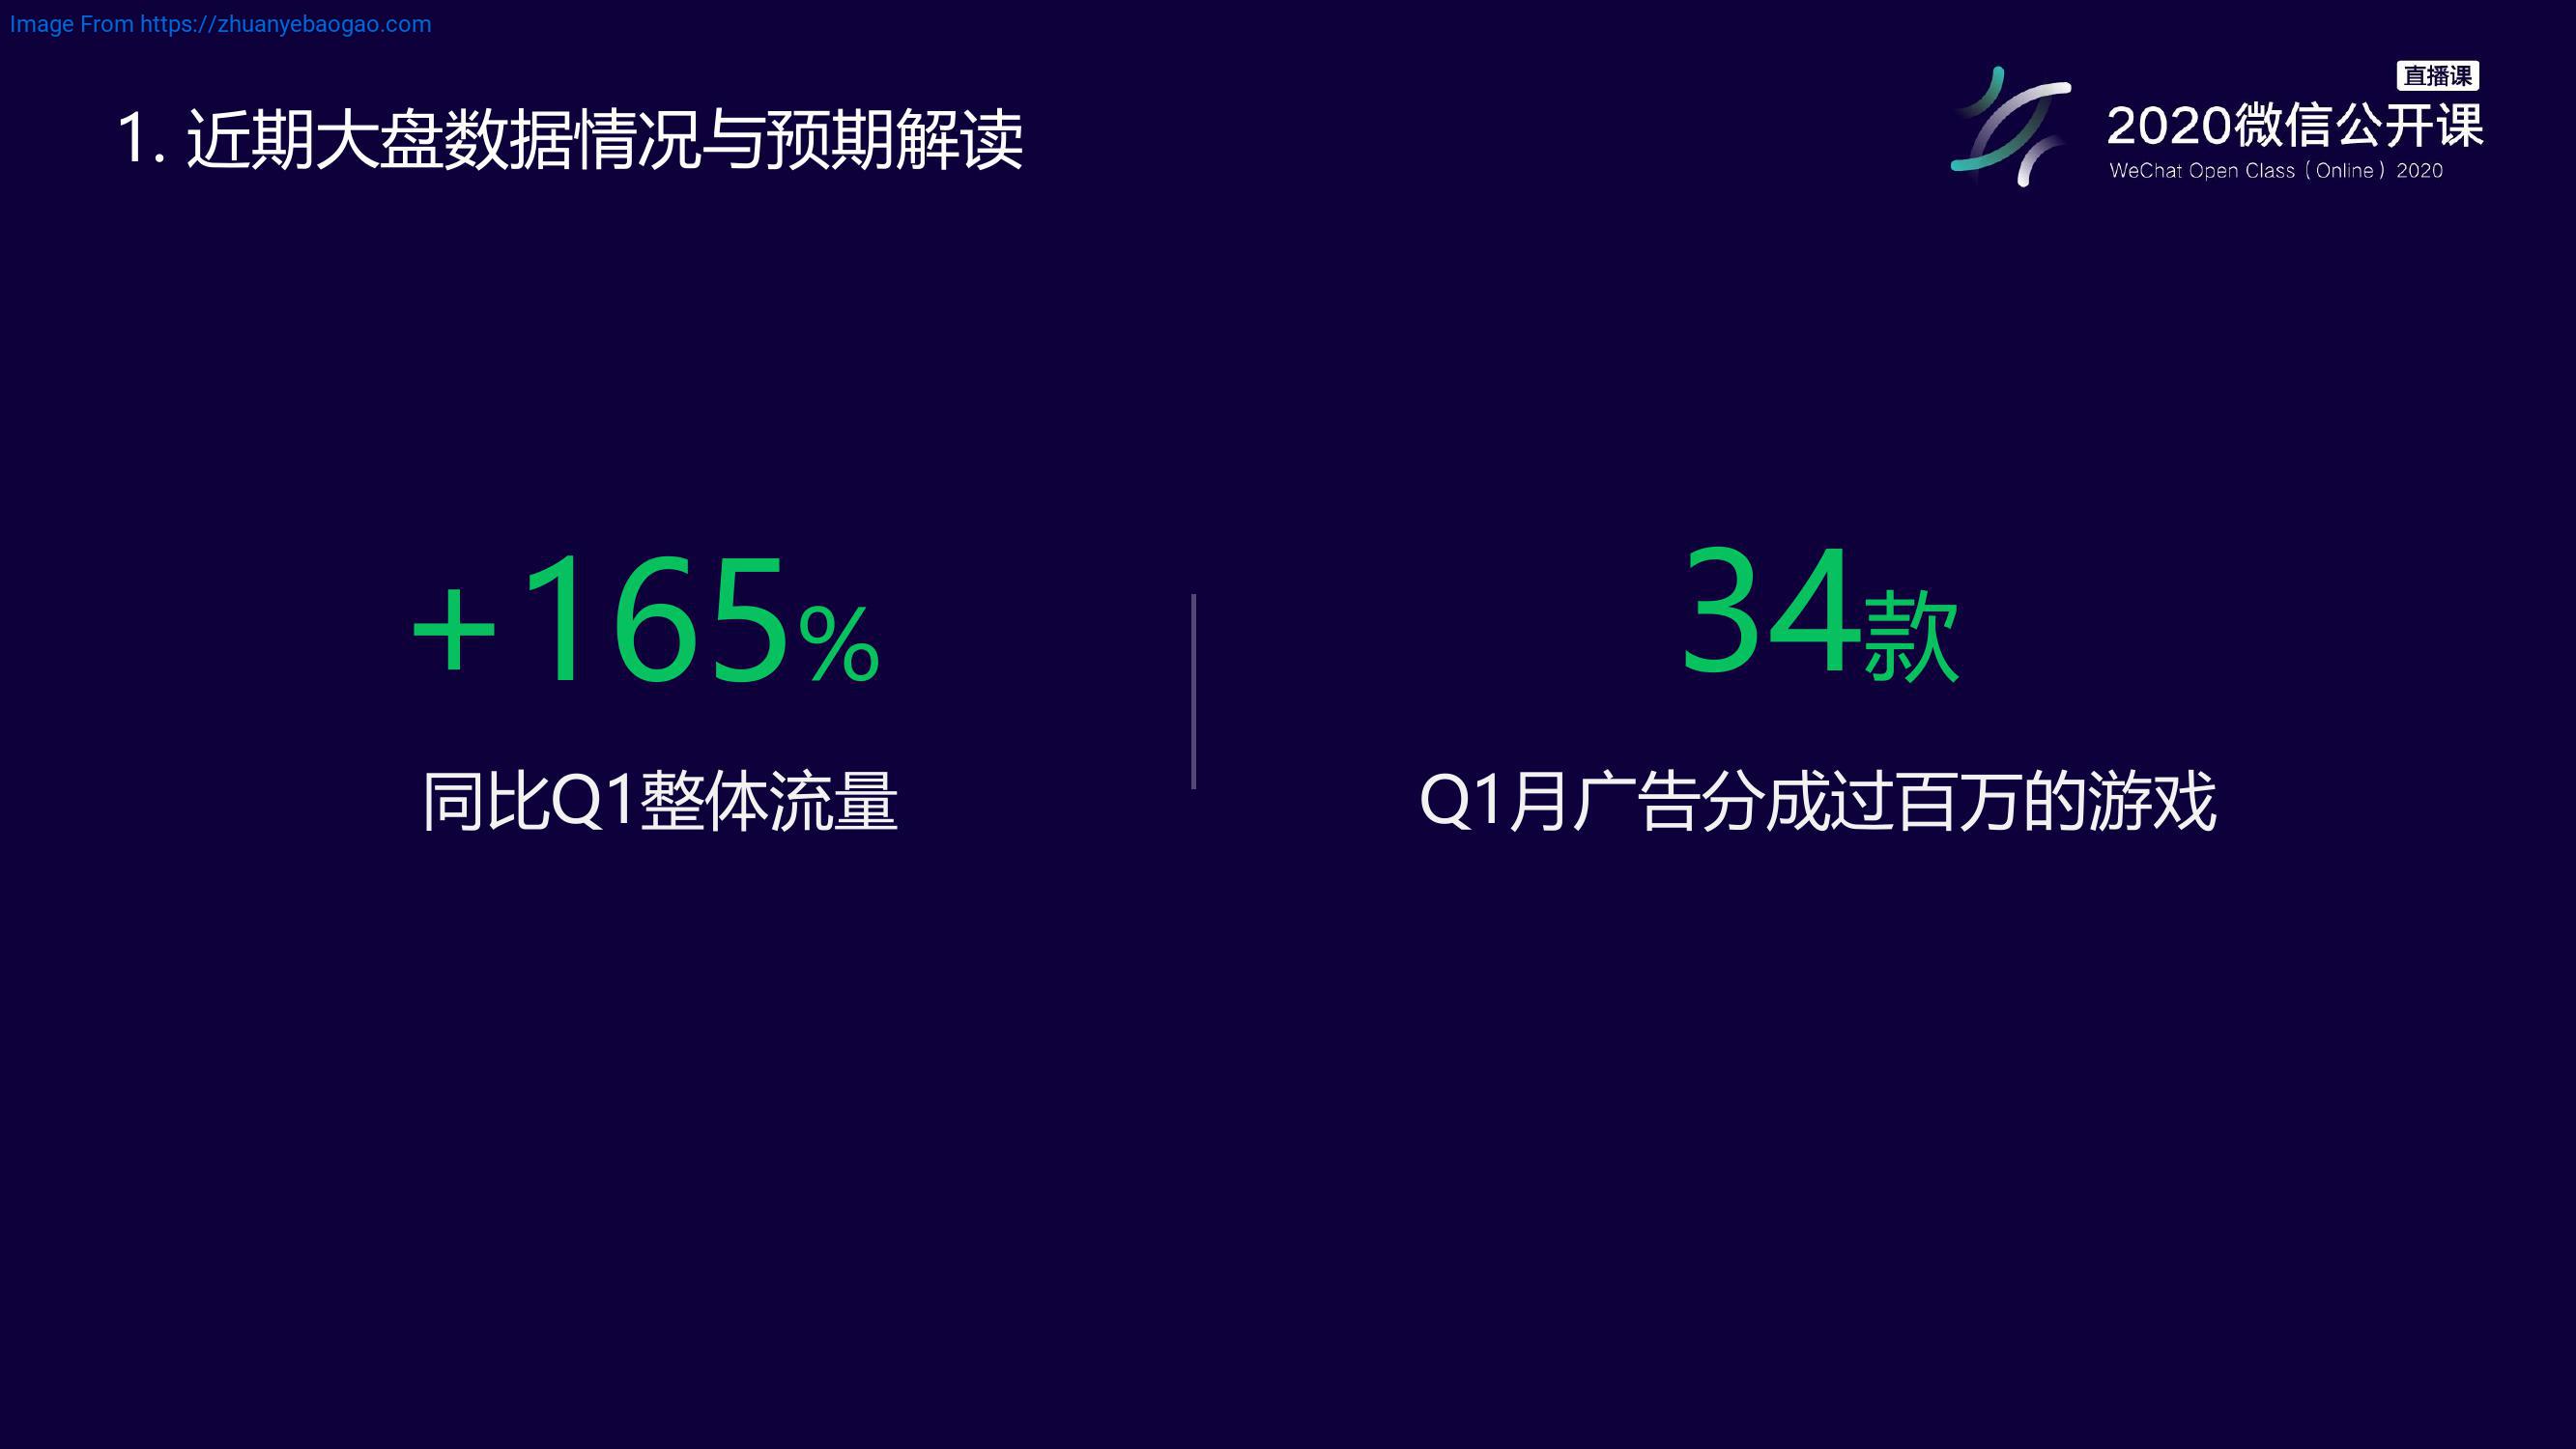 Image From https://zhuanyebaogao.com
1. 近期大盘数据情况与预期解读
直播课
2020微信公开课
WeChat Open Class（Online）2020
+165%
同比Q1整体流量
34款
Q1月广告分成过百万的游戏